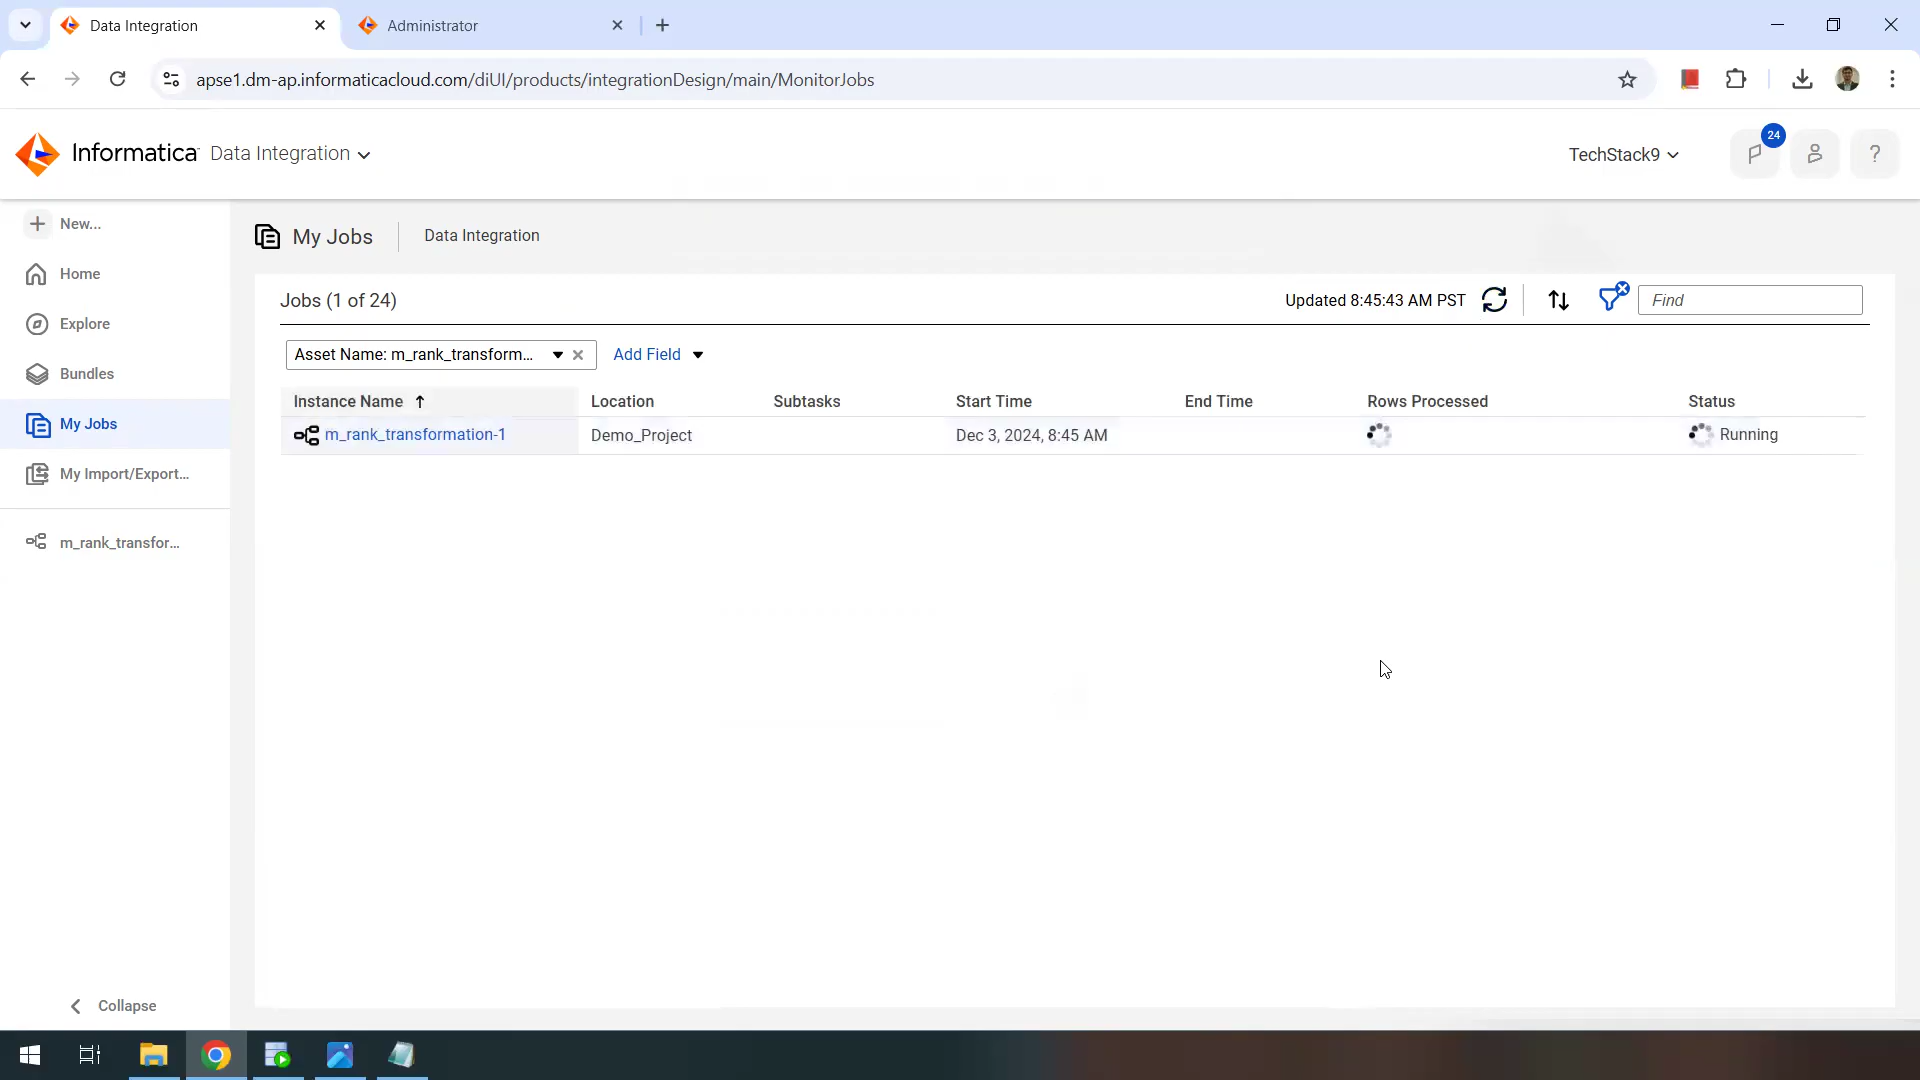 Data Integration
Administrator
apse1.dm-ap.informaticacloud.com/diUI/products/integrationDesign/main/MonitorJobs
Informatica Data Integration
TechStack9
24
?
New...
Home
Explore
Bundles
My Jobs
My Import/Export...
m_rank_transfor...
Collapse
My Jobs
Data Integration
Jobs (1 of 24)
Updated 8:45:43 AM PST
Find
Asset Name: m_rank_transform...
Add Field
Instance Name Location Subtasks Start Time End Time Rows Processed Status
m_rank_transformation-1 Demo_Project Dec 3, 2024, 8:45 AM Running